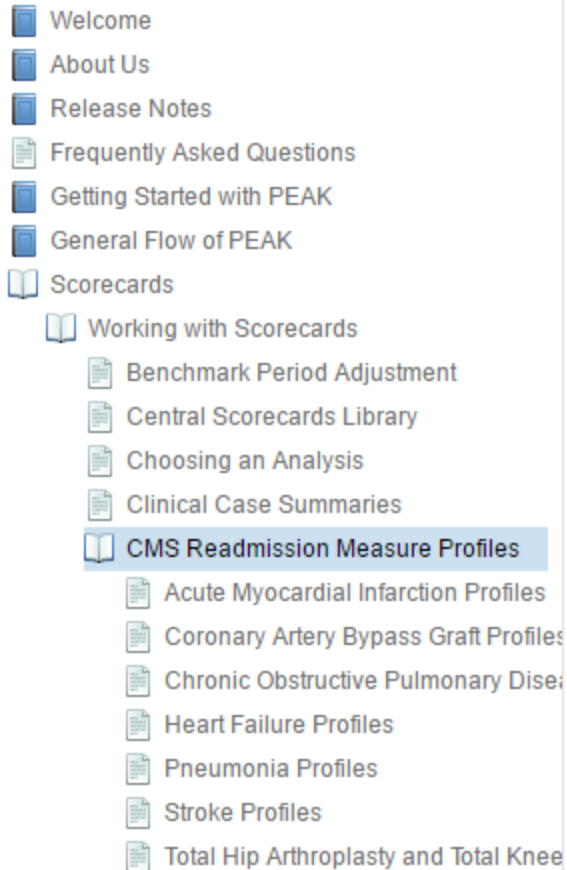 Welcome
About Us
Release Notes
Frequently Asked Questions
Getting Started with PEAK
General Flow of PEAK
Scorecards
Working with Scorecards
Benchmark Period Adjustment
Central Scorecards Library
Choosing an Analysis
Clinical Case Summaries
CMS Readmission Measure Profiles
Acute Myocardial Infarction Profiles
Coronary Artery Bypass Graft Profiles
Chronic Obstructive Pulmonary Disea
Heart Failure Profiles
Pneumonia Profiles
Stroke Profiles
Total Hip Arthroplasty and Total Knee